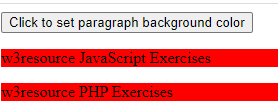 Click to set paragraph background color
w3resource JavaScript Exercises
w3resource PHP Exercises